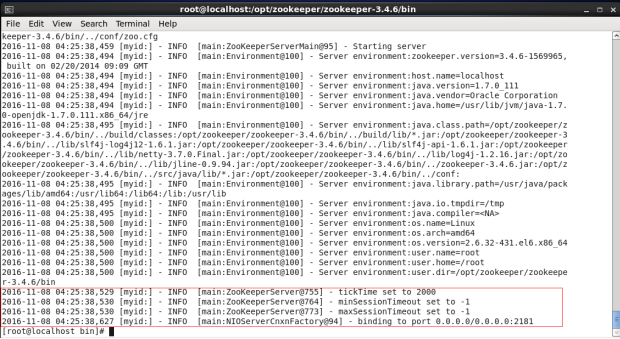 root@localhost:/opt/zookeeper/zookeeper-3.4.6/bin
File Edit View Search Terminal Help
keeper-3.4.6/bin/../conf/zoo.cfg
2016-11-08 04:25:38,459 [myid:] - INFO  [main:ZooKeeperServerMain@95] - Starting server
2016-11-08 04:25:38,494 [myid:] - INFO  [main:Environment@100] - Server environment:zookeeper.version=3.4.6-1569965,
 built on 02/20/2014 09:09 GMT
2016-11-08 04:25:38,494 [myid:] - INFO  [main:Environment@100] - Server environment:host.name=localhost
2016-11-08 04:25:38,494 [myid:] - INFO  [main:Environment@100] - Server environment:java.version=1.7.0_111
2016-11-08 04:25:38,494 [myid:] - INFO  [main:Environment@100] - Server environment:java.vendor=Oracle Corporation
2016-11-08 04:25:38,494 [myid:] - INFO  [main:Environment@100] - Server environment:java.home=/usr/lib/jvm/java-1.7.
0-openjdk-1.7.0.111.x86_64/jre
2016-11-08 04:25:38,495 [myid:] - INFO  [main:Environment@100] - Server environment:java.class.path=/opt/zookeeper/z
ookeeper-3.4.6/bin/../build/classes:/opt/zookeeper/zookeeper-3.4.6/bin/../build/lib/*.jar:/opt/zookeeper/zookeeper-3
.4.6/bin/../lib/slf4j-log4j12-1.6.1.jar:/opt/zookeeper/zookeeper-3.4.6/bin/../lib/slf4j-api-1.6.1.jar:/opt/zookeeper
/zookeeper-3.4.6/bin/../lib/netty-3.7.0.Final.jar:/opt/zookeeper/zookeeper-3.4.6/bin/../lib/log4j-1.2.16.jar:/opt/zo
okeeper/zookeeper-3.4.6/bin/../lib/jline-0.9.94.jar:/opt/zookeeper/zookeeper-3.4.6/bin/../zookeeper-3.4.6.jar:/opt/z
ookeeper/zookeeper-3.4.6/bin/../src/java/lib/*.jar:/opt/zookeeper/zookeeper-3.4.6/bin/../conf:
2016-11-08 04:25:38,495 [myid:] - INFO  [main:Environment@100] - Server environment:java.library.path=/usr/java/pack
ages/lib/amd64:/usr/lib64:/lib64:/lib:/usr/lib
2016-11-08 04:25:38,495 [myid:] - INFO  [main:Environment@100] - Server environment:java.io.tmpdir=/tmp
2016-11-08 04:25:38,495 [myid:] - INFO  [main:Environment@100] - Server environment:java.compiler=<NA>
2016-11-08 04:25:38,500 [myid:] - INFO  [main:Environment@100] - Server environment:os.name=Linux
2016-11-08 04:25:38,500 [myid:] - INFO  [main:Environment@100] - Server environment:os.arch=amd64
2016-11-08 04:25:38,500 [myid:] - INFO  [main:Environment@100] - Server environment:os.version=2.6.32-431.el6.x86_64
2016-11-08 04:25:38,500 [myid:] - INFO  [main:Environment@100] - Server environment:user.name=root
2016-11-08 04:25:38,500 [myid:] - INFO  [main:Environment@100] - Server environment:user.home=/root
2016-11-08 04:25:38,500 [myid:] - INFO  [main:Environment@100] - Server environment:user.dir=/opt/zookeeper/zookeepe
r-3.4.6/bin
2016-11-08 04:25:38,529 [myid:] - INFO  [main:ZooKeeperServer@755] - tickTime set to 2000
2016-11-08 04:25:38,530 [myid:] - INFO  [main:ZooKeeperServer@764] - minSessionTimeout set to -1
2016-11-08 04:25:38,530 [myid:] - INFO  [main:ZooKeeperServer@773] - maxSessionTimeout set to -1
2016-11-08 04:25:38,627 [myid:] - INFO  [main:NIOServerCnxnFactory@94] - binding to port 0.0.0.0/0.0.0.0:2181
[root@localhost bin]#